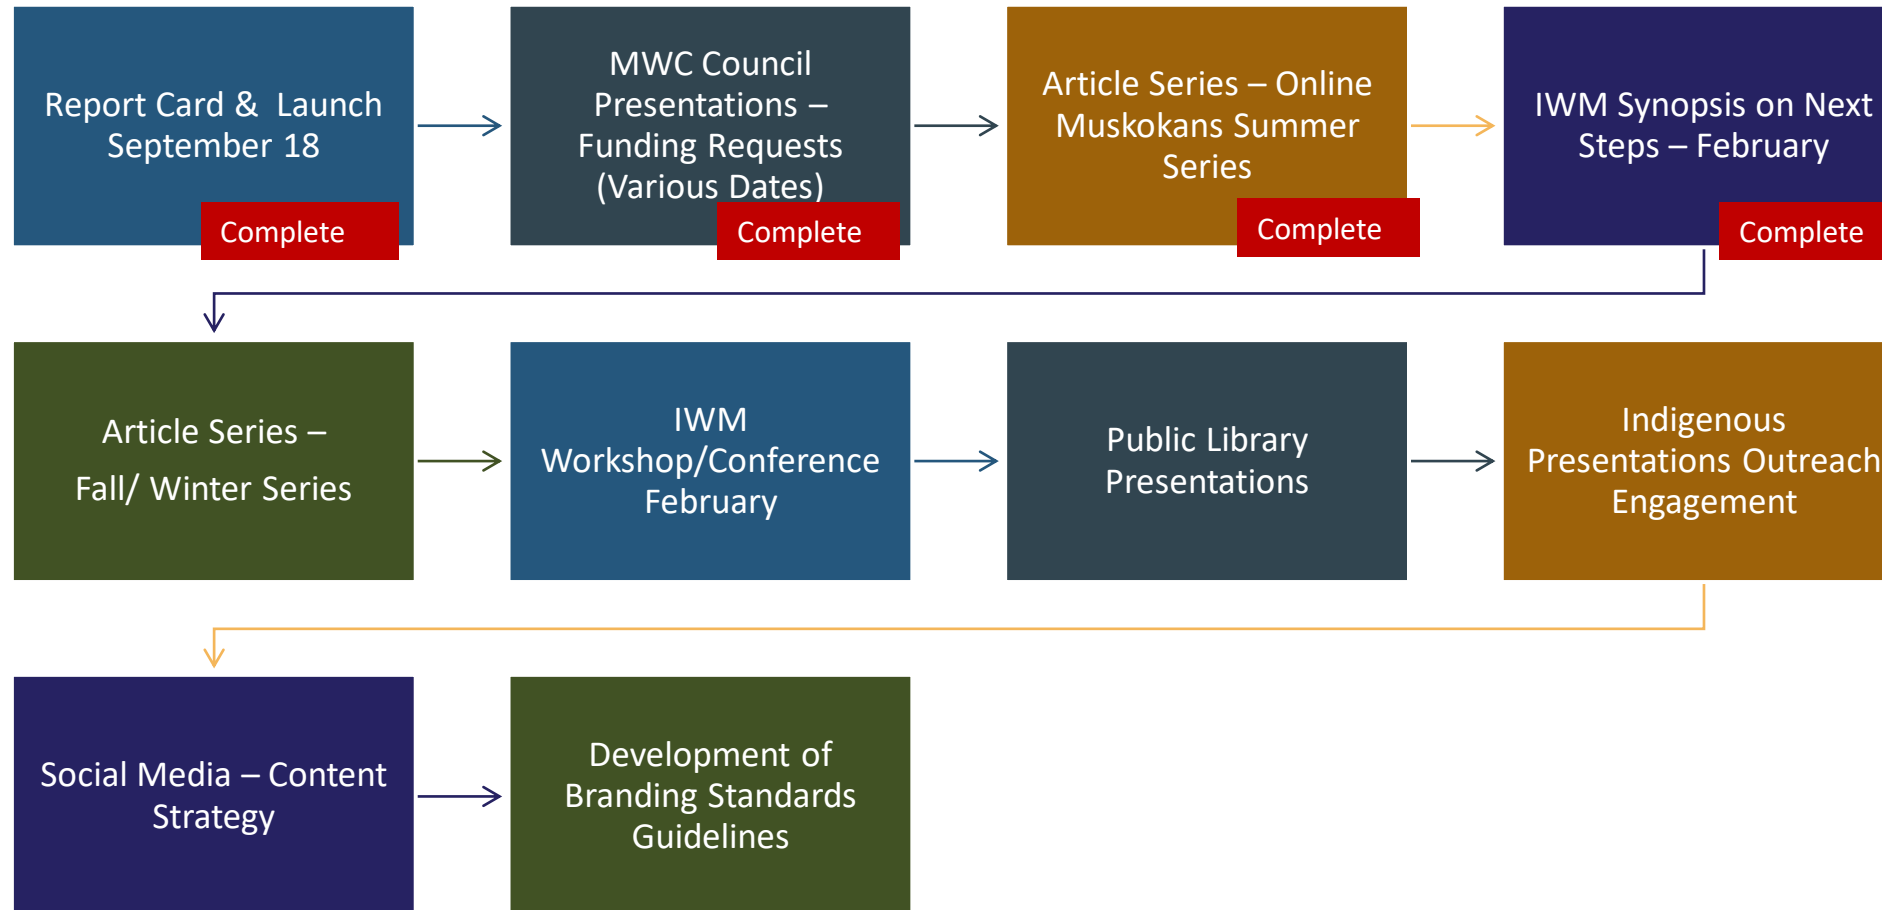 Report Card & Launch
September 18
Complete
MWC Council
Presentations –
Funding Requests
(Various Dates)
Complete
Article Series – Online
Muskokans Summer
Series
Complete
IWM Synopsis on Next
Steps – February
Complete
Article Series –
Fall/ Winter Series
IWM
Workshop/Conference
February
Public Library
Presentations
Indigenous
Presentations Outreach
Engagement
Social Media – Content
Strategy
Development of
Branding Standards
Guidelines